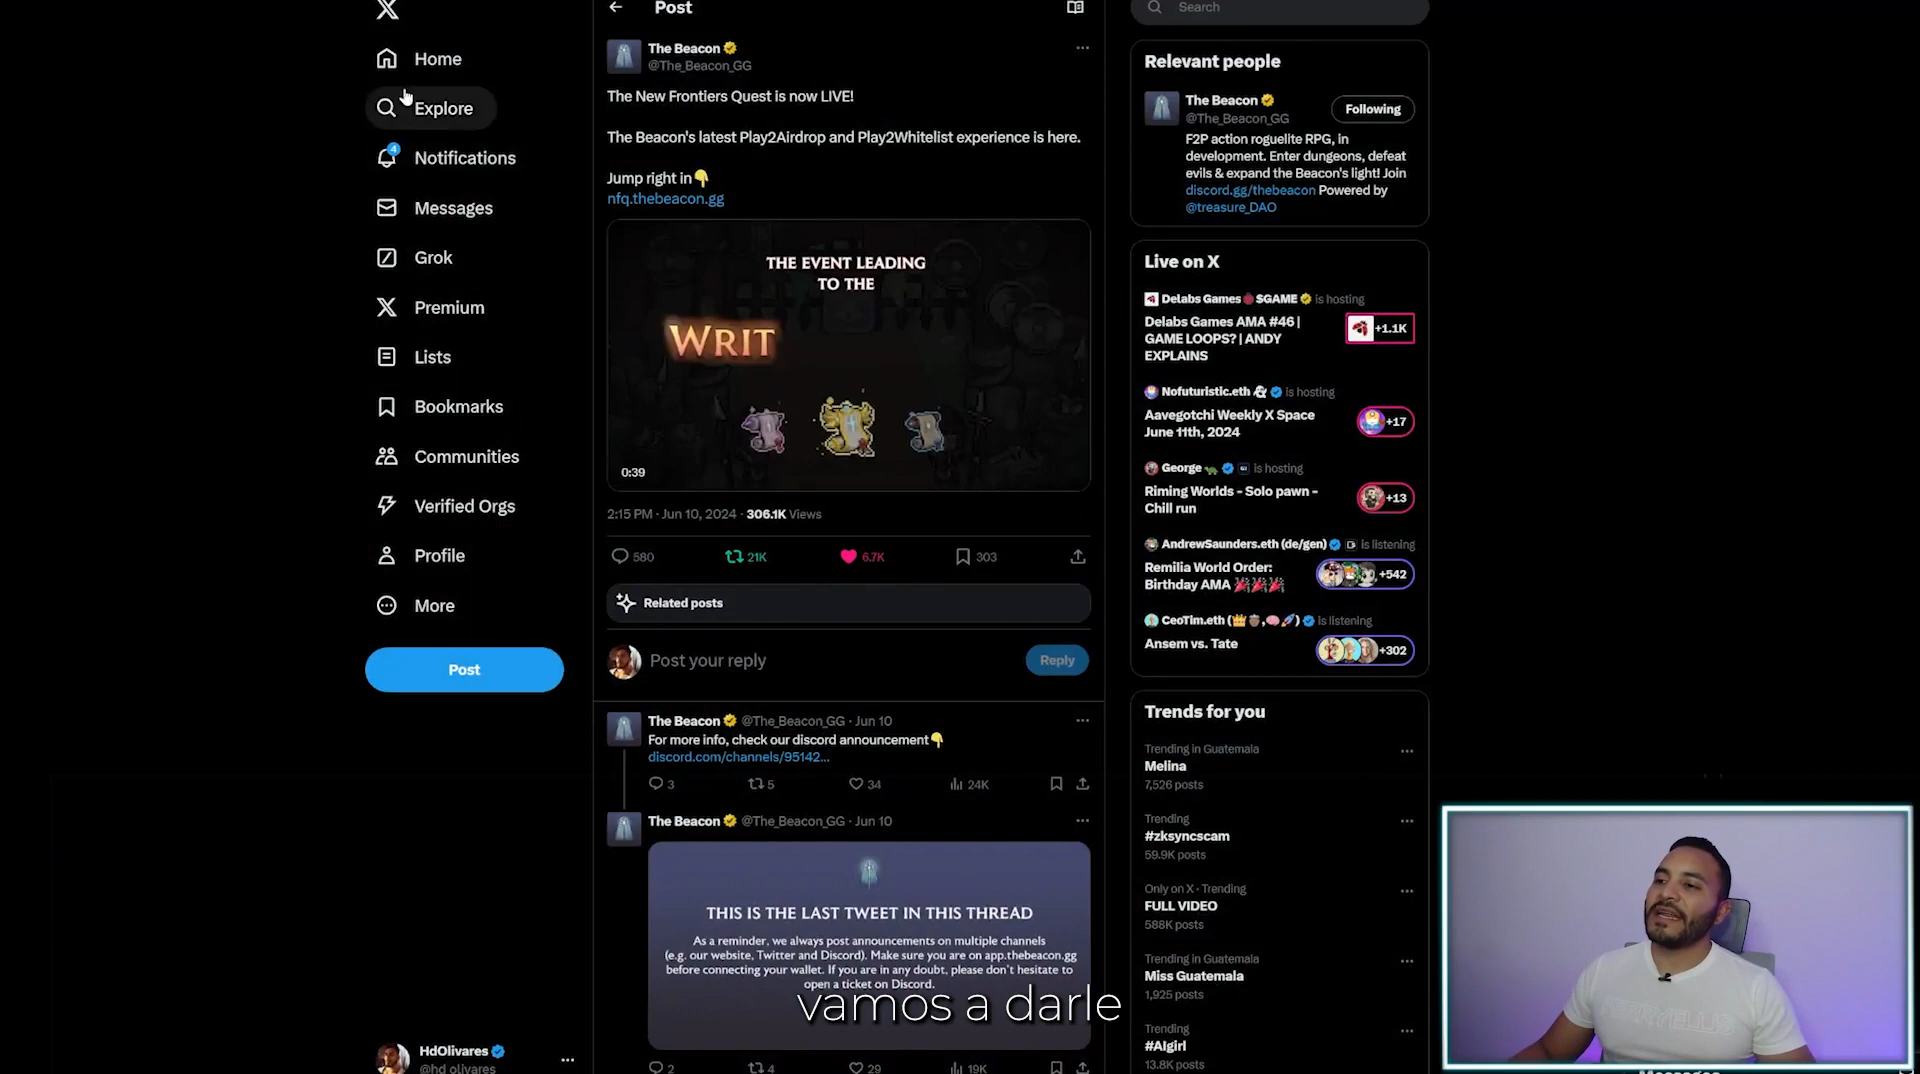 Home
Explore
4
Notifications
Messages
Grok
Premium
Lists
Bookmarks
Communities
Verified Orgs
Profile
More
Post
HdOlivares
@hd_olivares
Post
The Beacon
@The_Beacon_GG
The New Frontiers Quest is now LIVE!
The Beacon's latest Play2Airdrop and Play2Whitelist experience is here.
Jump right in👇
nfq.thebeacon.gg
THE EVENT LEADING
TO THE
WRIT
0:39
2:15 PM · Jun 10, 2024 · 306.1K Views
580 21K 6.7K 303
Related posts
Post your reply
Reply
The Beacon @The_Beacon_GG · Jun 10
For more info, check our discord announcement👇
discord.com/channels/95142...
3 5 34 24K
The Beacon @The_Beacon_GG · Jun 10
THIS IS THE LAST TWEET IN THIS THREAD
As a reminder, we always post announcements on multiple channels
(e.g. our website, Twitter and Discord). Make sure you are on app.thebeacon.gg
before connecting your wallet. If you are in any doubt, please don't hesitate to
open a ticket on Discord.
vamos a darle
2 4 29 19K
Search
Relevant people
The Beacon
@The_Beacon_GG
Following
F2P action roguelite RPG, in
development. Enter dungeons, defeat
evils & expand the Beacon's light! Join
discord.gg/thebeacon Powered by
@treasure_DAO
Live on X
Delabs Games $GAME is hosting
Delabs Games AMA #46 |
GAME LOOPS? | ANDY
EXPLAINS
+1.1K
Nofuturistic.eth is hosting
Aavegotchi Weekly X Space
June 11th, 2024
+17
George is hosting
Riming Worlds - Solo pawn -
Chill run
+13
AndrewSaunders.eth (de/gen) is listening
Remilia World Order:
Birthday AMA 🎉🎉🎉
+542
CeoTim.eth is listening
Ansem vs. Tate
+302
Trends for you
Trending in Guatemala
Melina
7,526 posts
Trending
#zksyncscam
59.9K posts
Only on X · Trending
FULL VIDEO
588K posts
Trending in Guatemala
Miss Guatemala
1,925 posts
Trending
#AIgirl
13.8K posts
PERRY ELLIS
Messages